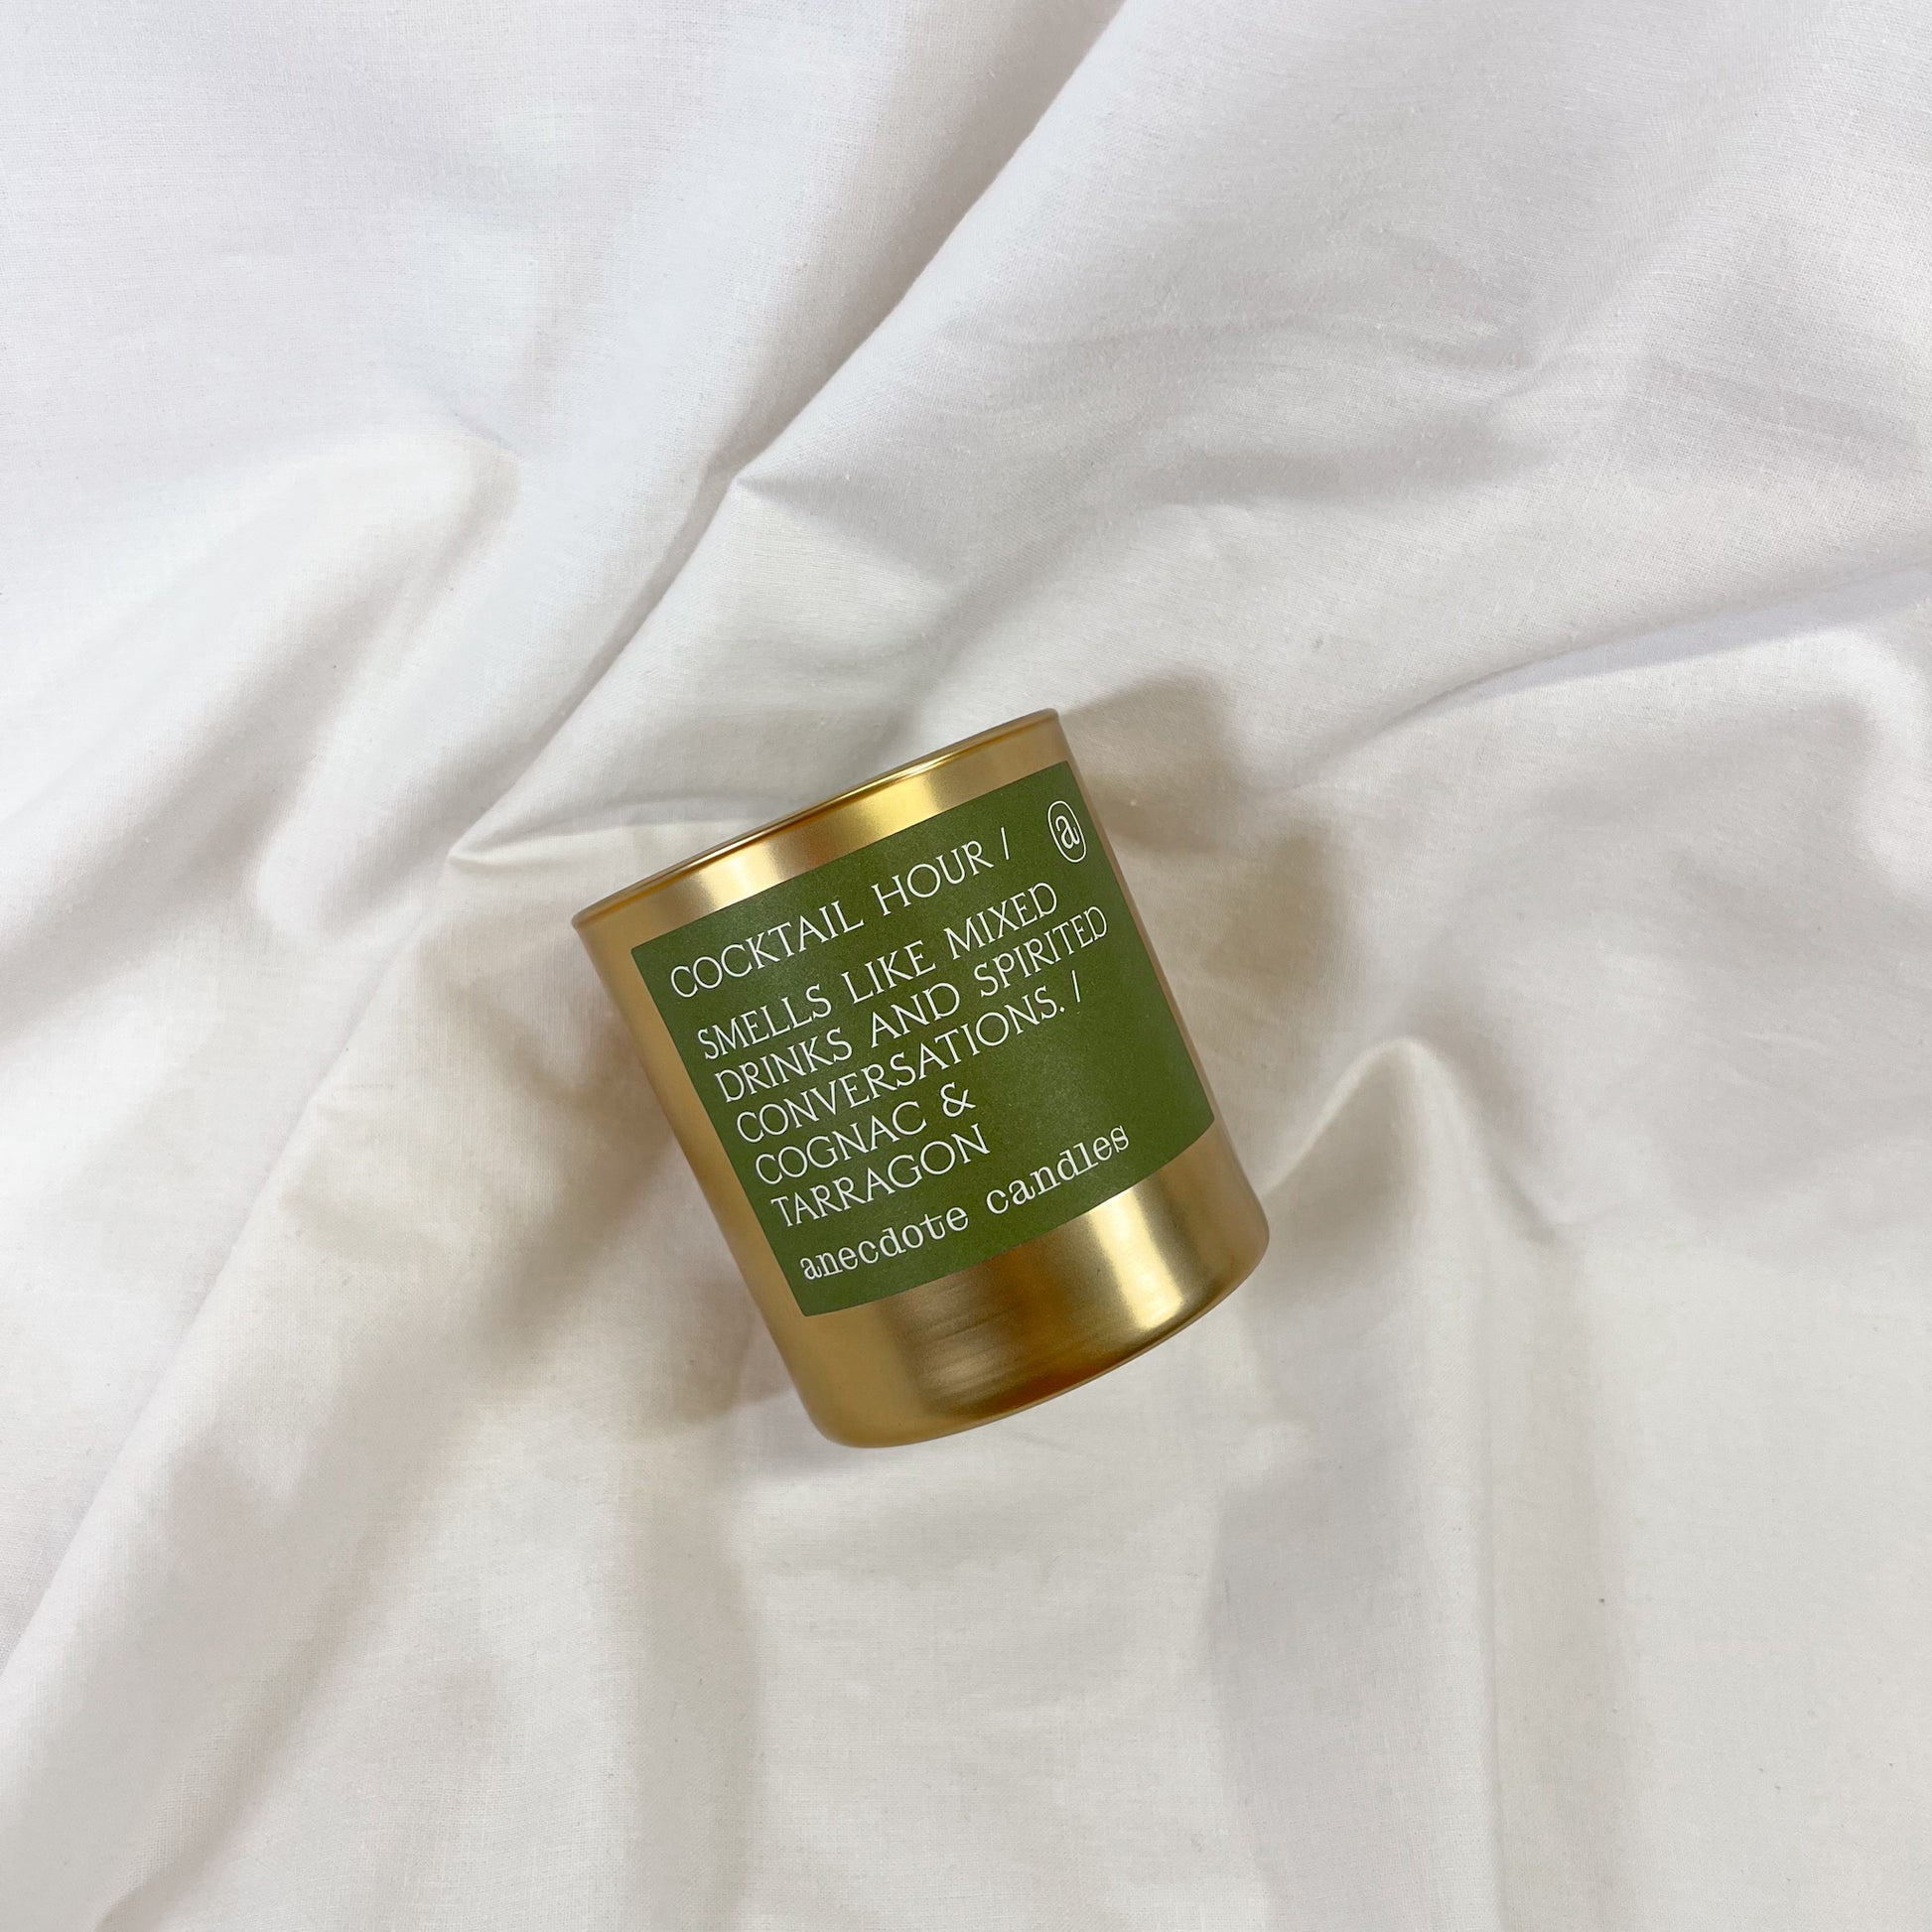 COCKTAIL HOUR / @
SMELLS LIKE MIXED
DRINKS AND SPIRITED
CONVERSATIONS. /
COGNAC &
TARRAGON
anecdote candles